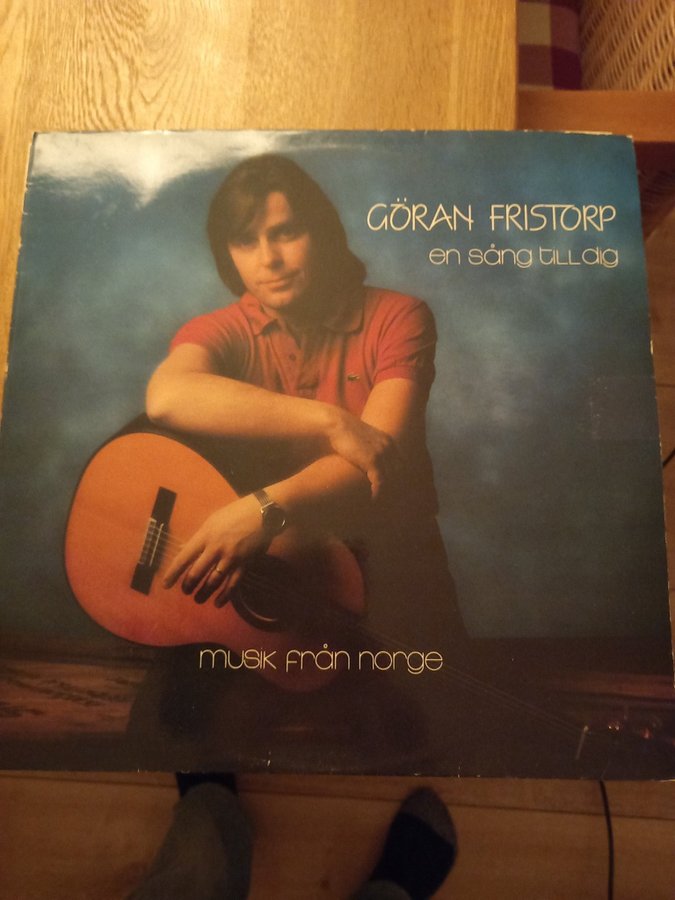 GÖRAN FRISTORP
en sång till dig
musik från norge